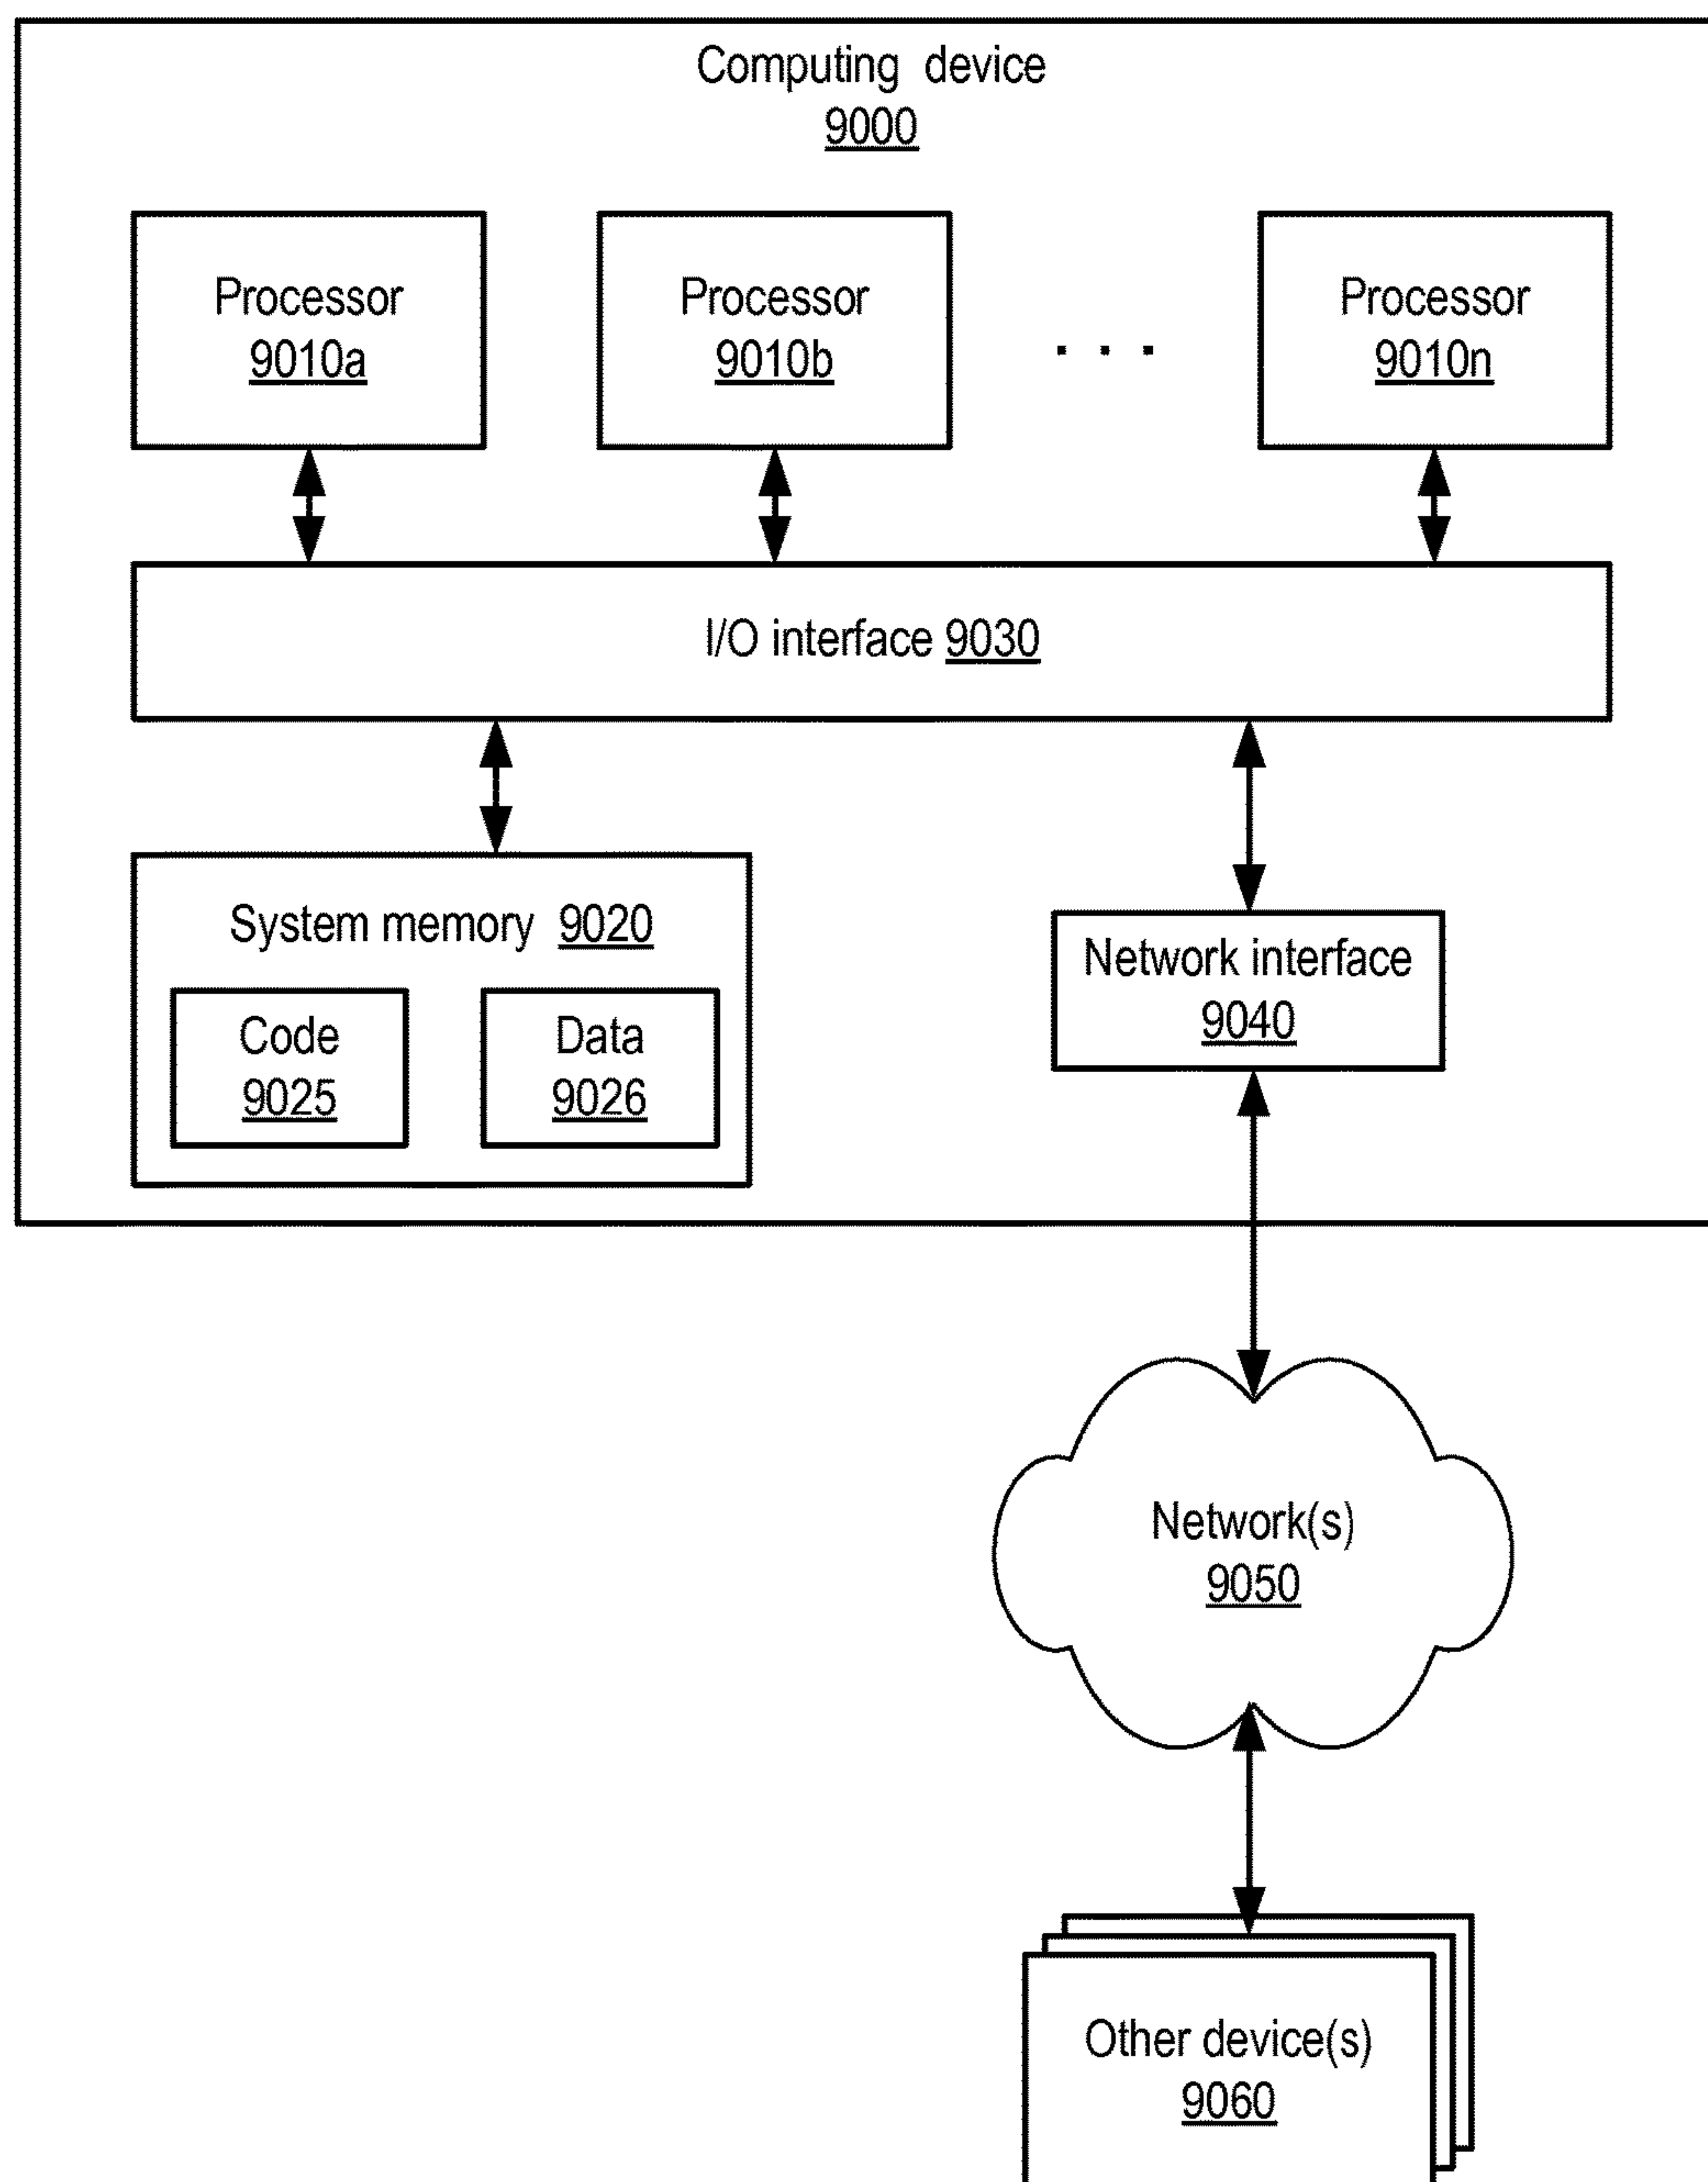 Computing device
9000
Processor
9010a
Processor
9010b
. . .
Processor
9010n
I/O interface 9030
System memory 9020
Code
9025
Data
9026
Network interface
9040
Network(s)
9050
Other device(s)
9060